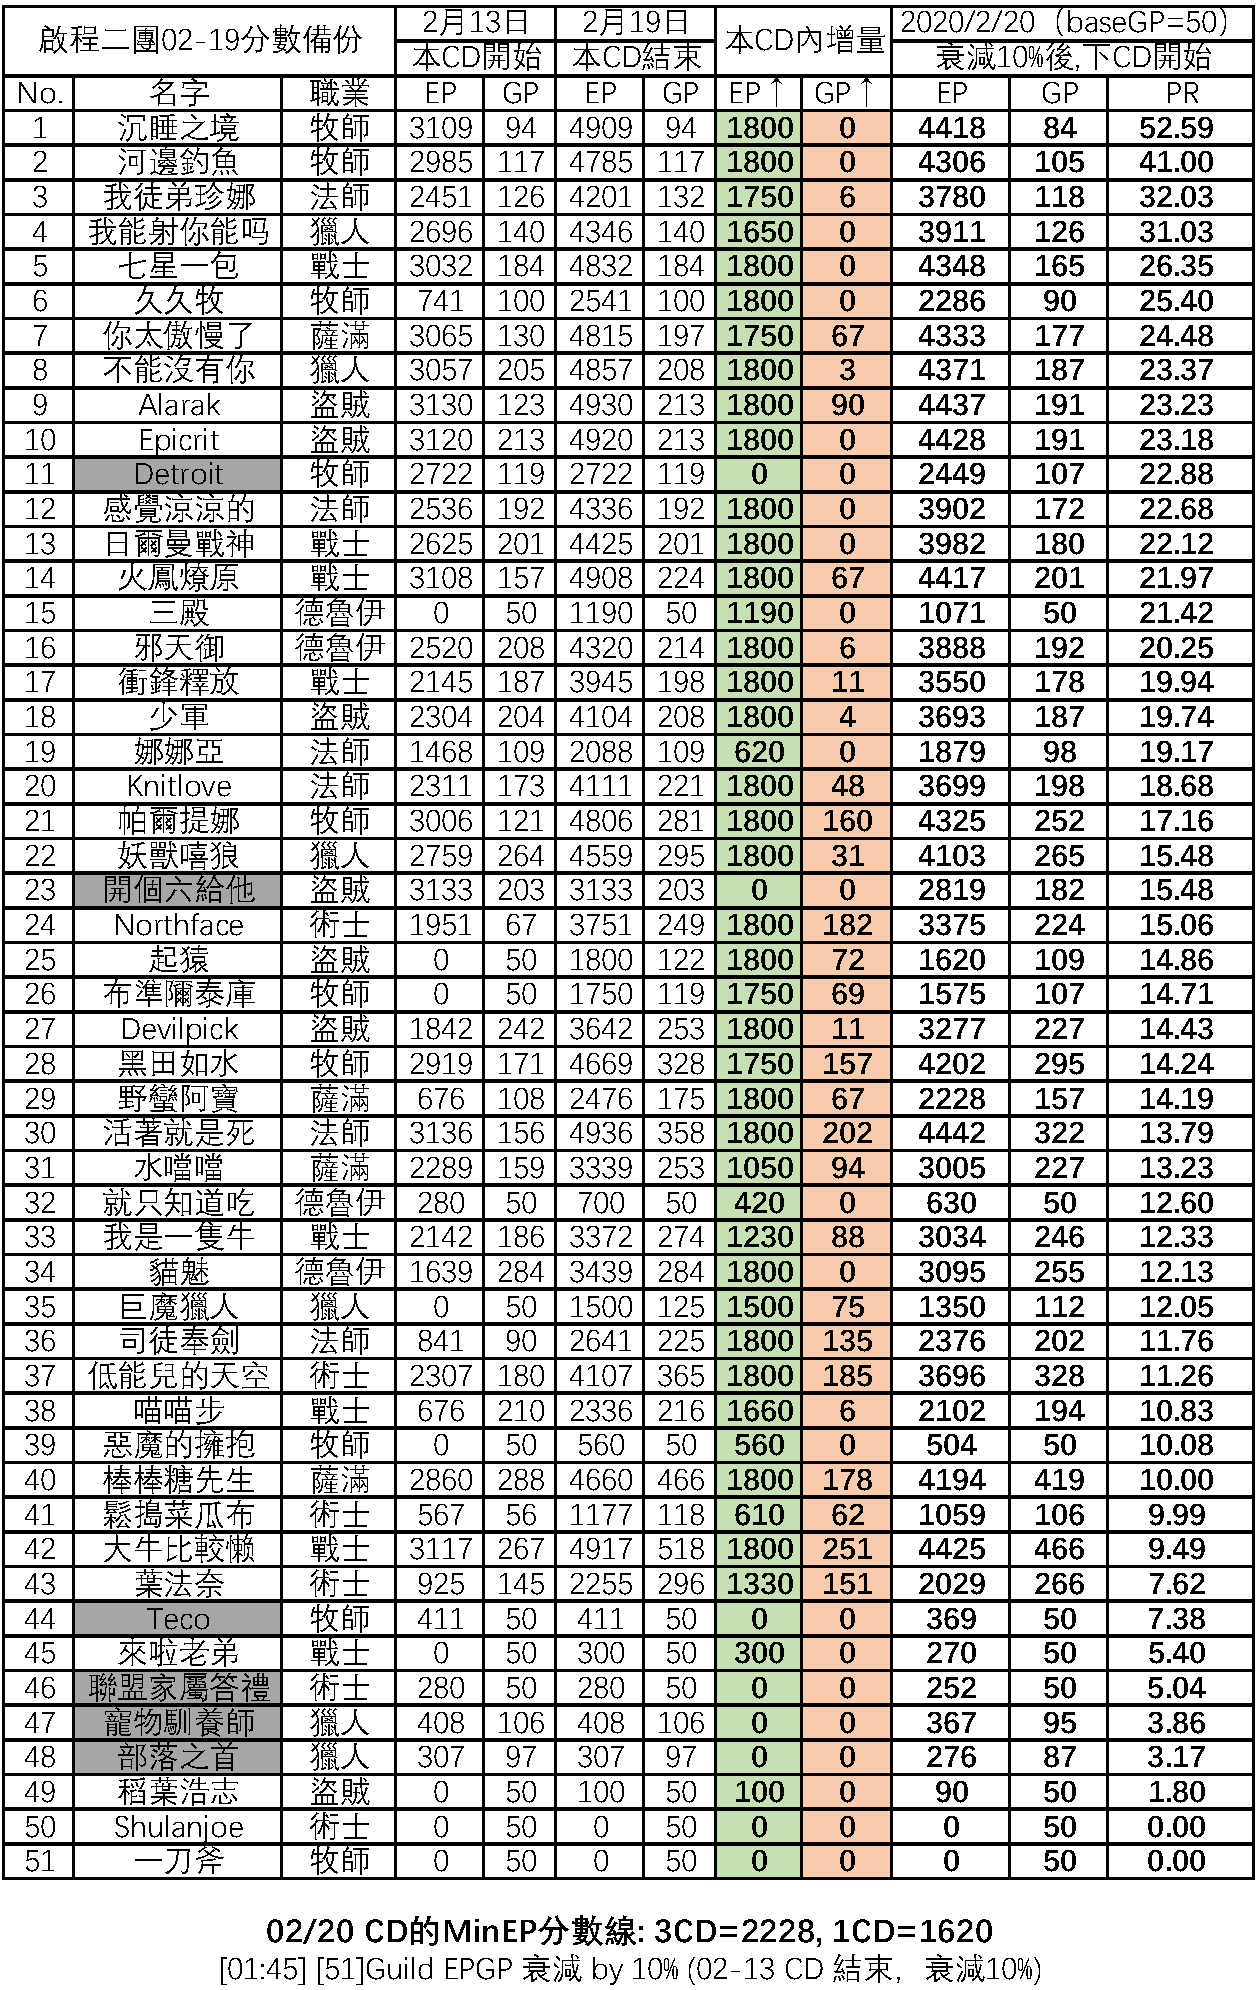 啟程二團02-19分數備份 2月13日 2月19日 本CD內增量 2020/2/20（baseGP=50）
本CD開始 本CD結束 衰減10%後,下CD開始
No. 名字 職業 EP GP EP GP EP↑ GP↑ EP GP PR
1 沉睡之境 牧師 3109 94 4909 94 1800 0 4418 84 52.59
2 河邊釣魚 牧師 2985 117 4785 117 1800 0 4306 105 41.00
3 我徒弟珍娜 法師 2451 126 4201 132 1750 6 3780 118 32.03
4 我能射你能吗 獵人 2696 140 4346 140 1650 0 3911 126 31.03
5 七星一包 戰士 3032 184 4832 184 1800 0 4348 165 26.35
6 久久牧 牧師 741 100 2541 100 1800 0 2286 90 25.40
7 你太傲慢了 薩滿 3065 130 4815 197 1750 67 4333 177 24.48
8 不能沒有你 獵人 3057 205 4857 208 1800 3 4371 187 23.37
9 Alarak 盜賊 3130 123 4930 213 1800 90 4437 191 23.23
10 Epicrit 盜賊 3120 213 4920 213 1800 0 4428 191 23.18
11 Detroit 牧師 2722 119 2722 119 0 0 2449 107 22.88
12 感覺涼涼的 法師 2536 192 4336 192 1800 0 3902 172 22.68
13 日爾曼戰神 戰士 2625 201 4425 201 1800 0 3982 180 22.12
14 火鳳燎原 戰士 3108 157 4908 224 1800 67 4417 201 21.97
15 三殿 德魯伊 0 50 1190 50 1190 0 1071 50 21.42
16 邪天御 德魯伊 2520 208 4320 214 1800 6 3888 192 20.25
17 衝鋒釋放 戰士 2145 187 3945 198 1800 11 3550 178 19.94
18 少軍 盜賊 2304 204 4104 208 1800 4 3693 187 19.74
19 娜娜亞 法師 1468 109 2088 109 620 0 1879 98 19.17
20 Knitlove 法師 2311 173 4111 221 1800 48 3699 198 18.68
21 帕爾提娜 牧師 3006 121 4806 281 1800 160 4325 252 17.16
22 妖獸嘻狼 獵人 2759 264 4559 295 1800 31 4103 265 15.48
23 開個六給他 盜賊 3133 203 3133 203 0 0 2819 182 15.48
24 Northface 術士 1951 67 3751 249 1800 182 3375 224 15.06
25 起猿 盜賊 0 50 1800 122 1800 72 1620 109 14.86
26 布準隬泰庫 牧師 0 50 1750 119 1750 69 1575 107 14.71
27 Devilpick 盜賊 1842 242 3642 253 1800 11 3277 227 14.43
28 黑田如水 牧師 2919 171 4669 328 1750 157 4202 295 14.24
29 野蠻阿寶 薩滿 676 108 2476 175 1800 67 2228 157 14.19
30 活著就是死 法師 3136 156 4936 358 1800 202 4442 322 13.79
31 水噹噹 薩滿 2289 159 3339 253 1050 94 3005 227 13.23
32 就只知道吃 德魯伊 280 50 700 50 420 0 630 50 12.60
33 我是一隻牛 戰士 2142 186 3372 274 1230 88 3034 246 12.33
34 貓魅 德魯伊 1639 284 3439 284 1800 0 3095 255 12.13
35 巨魔獵人 獵人 0 50 1500 125 1500 75 1350 112 12.05
36 司徒奉劍 法師 841 90 2641 225 1800 135 2376 202 11.76
37 低能兒的天空 術士 2307 180 4107 365 1800 185 3696 328 11.26
38 喵喵步 戰士 676 210 2336 216 1660 6 2102 194 10.83
39 惡魔的擁抱 牧師 0 50 560 50 560 0 504 50 10.08
40 棒棒糖先生 薩滿 2860 288 4660 466 1800 178 4194 419 10.00
41 鬆搗菜瓜布 術士 567 56 1177 118 610 62 1059 106 9.99
42 大牛比較懶 戰士 3117 267 4917 518 1800 251 4425 466 9.49
43 葉法奈 術士 925 145 2255 296 1330 151 2029 266 7.62
44 Teco 牧師 411 50 411 50 0 0 369 50 7.38
45 來啦老弟 戰士 0 50 300 50 300 0 270 50 5.40
46 聯盟家屬答禮 術士 280 50 280 50 0 0 252 50 5.04
47 寵物馴養師 獵人 408 106 408 106 0 0 367 95 3.86
48 部落之首 獵人 307 97 307 97 0 0 276 87 3.17
49 稻葉浩志 盜賊 0 50 100 50 100 0 90 50 1.80
50 Shulanjoe 術士 0 50 0 50 0 0 0 50 0.00
51 一刀斧 牧師 0 50 0 50 0 0 0 50 0.00
02/20 CD的MinEP分數線: 3CD=2228, 1CD=1620
[01:45] [51]Guild EPGP 衰減 by 10% (02-13 CD 結束，衰減10%)